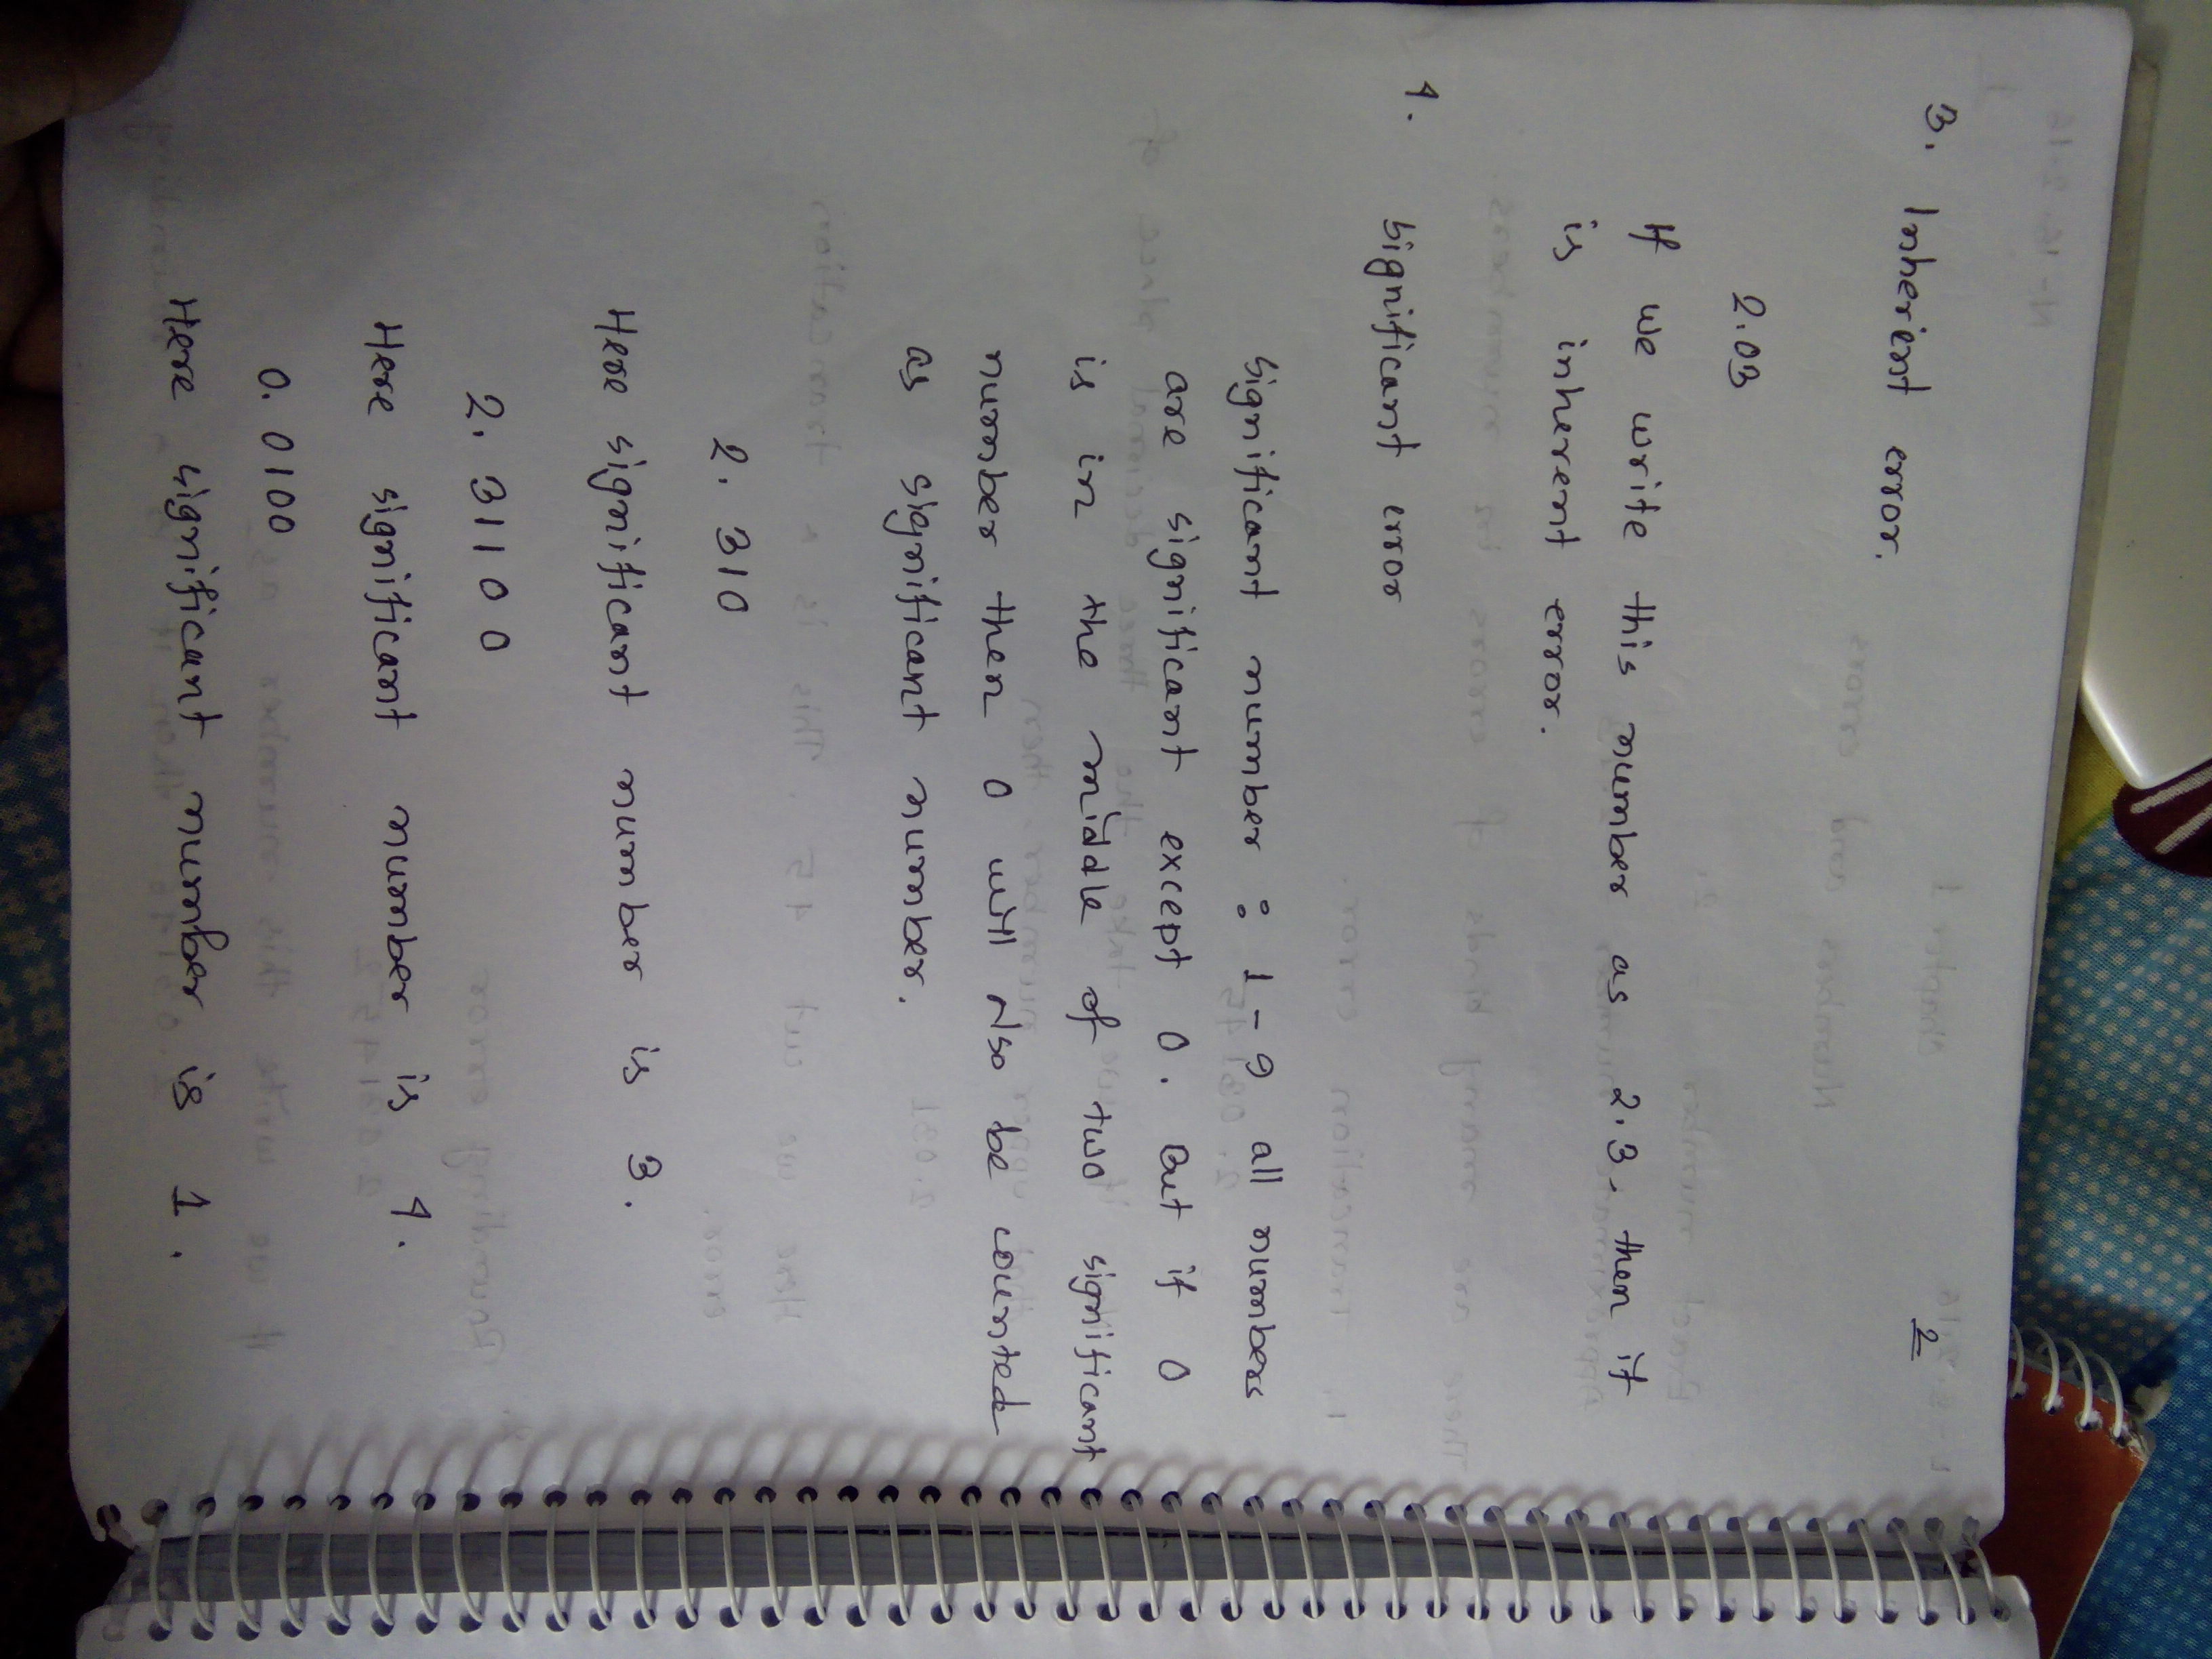 2
3. Inherient error.
2.03
If we write this number as 2.3. then it
is inherent error.
4. Significant error
Significant number : 1 - 9 all numbers
are significant except 0. But if 0
is in the middle of two significant
number then 0 will also be counted
as significant number.
2. 310
Here significant number is 3.
2. 31100
Here significant number is 4.
0. 0100
Here significant number is 1.